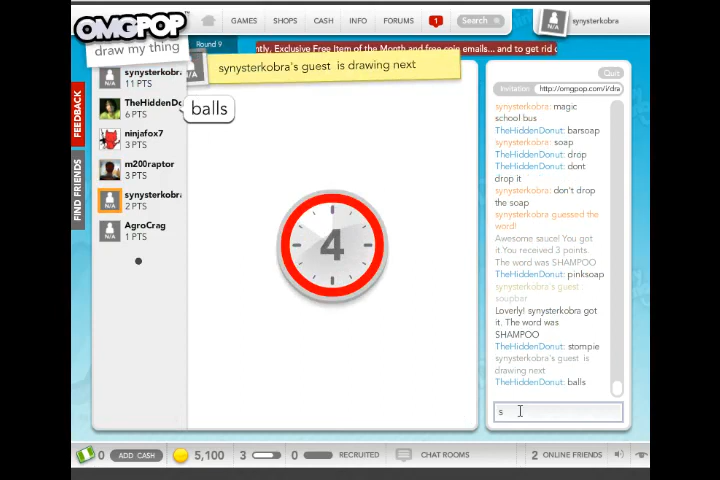 OMGPOP
draw my thing
GAMES SHOPS CASH INFO FORUMS 1 Search synysterkobra
Round 9
ntly, Exclusive Free Item of the Month and free coin emails... and to get rid o
synysterkobra's guest is drawing next
FEEDBACK
FIND FRIENDS
synysterkobra
11 PTS
TheHiddenDo
6 PTS
balls
ninjafox7
3 PTS
m200raptor
3 PTS
N/A
synysterkobra
2 PTS
N/A
AgroCrag
1 PTS
4
Quit
Invitation http://omgpop.com/i/dra
synysterkobra: magic
school bus
TheHiddenDonut: barsoap
synysterkobra: soap
TheHiddenDonut: drop
TheHiddenDonut: dont
drop it
synysterkobra: don't drop
the soap
synysterkobra guessed the
word!
Awesome sauce! You got
it.You received 3 points.
The word was SHAMPOO
TheHiddenDonut: pinksoap
synysterkobra's guest
soupbar
Loverly! synysterkobra got
it. The word was
SHAMPOO
TheHiddenDonut: stompie
synysterkobra's guest is
drawing next
TheHiddenDonut: balls
s
0 ADD CASH 5,100 3 0 RECRUITED CHAT ROOMS 2 ONLINE FRIENDS